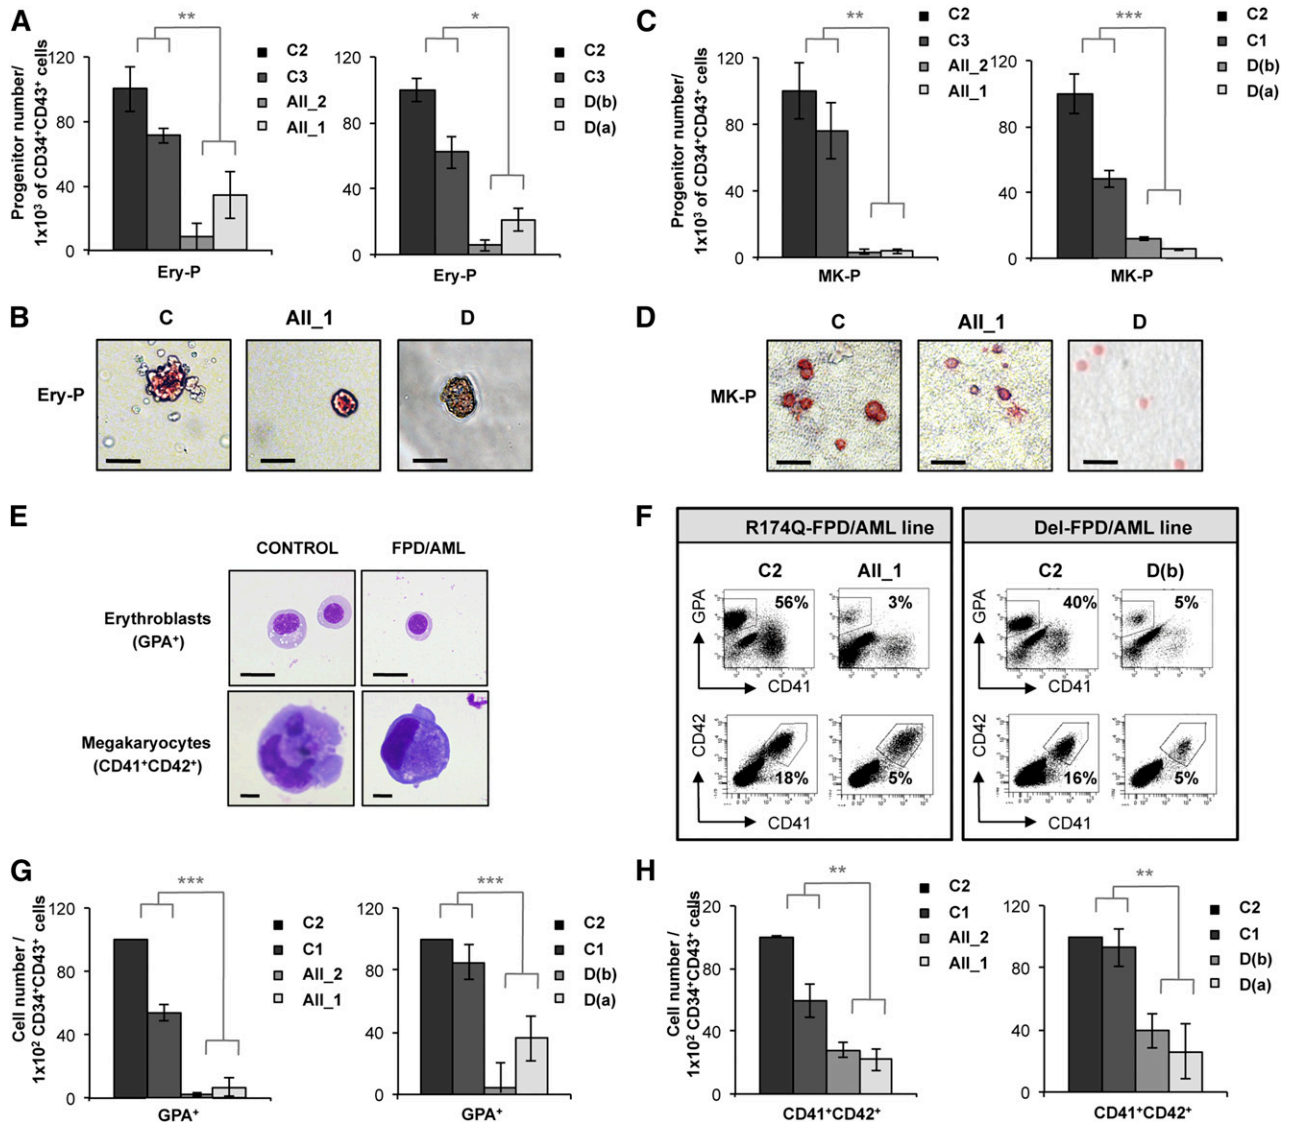 A
Progenitor number/
1x10³ of CD34⁺CD43⁺ cells
120
80
40
0
**
Ery-P
C2
C3
AII_2
AII_1
120
80
40
0
*
Ery-P
C2
C3
D(b)
D(a)
C
Progenitor number/
1x10³ of CD34⁺CD43⁺ cells
120
80
40
0
**
MK-P
C2
C3
AII_2
AII_1
120
80
40
0
***
MK-P
C2
C1
D(b)
D(a)
B
C AII_1 D
Ery-P
D
C AII_1 D
MK-P
E
CONTROL FPD/AML
Erythroblasts
(GPA⁺)
Megakaryocytes
(CD41⁺CD42⁺)
F
R174Q-FPD/AML line
C2 AII_1
GPA
56% 3%
CD41
CD42
18% 5%
CD41
Del-FPD/AML line
C2 D(b)
GPA
40% 5%
CD41
CD42
16% 5%
CD41
G
Cell number /
1x10² CD34⁺CD43⁺ cells
120
80
40
0
***
GPA⁺
C2
C1
AII_2
AII_1
120
80
40
0
***
GPA⁺
C2
C1
D(b)
D(a)
H
Cell number /
1x10² CD34⁺CD43⁺ cells
120
80
40
0
**
CD41⁺CD42⁺
C2
C1
AII_2
AII_1
120
80
40
0
**
CD41⁺CD42⁺
C2
C1
D(b)
D(a)